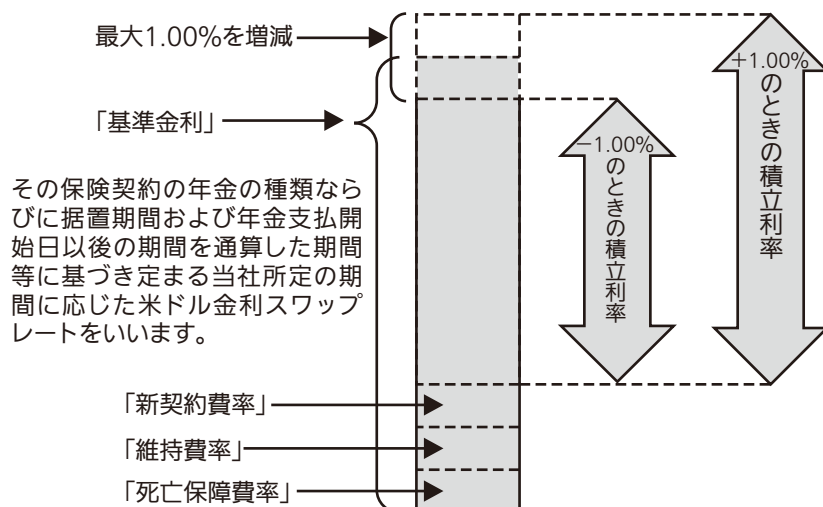 最大1.00%を増減
「基準金利」
その保険契約の年金の種類なら
びに据置期間および年金支払開
始日以後の期間を通算した期間
等に基づき定まる当社所定の期
間に応じた米ドル金利スワップ
レートをいいます。
「新契約費率」
「維持費率」
「死亡保障費率」
−1.00%
のときの積立利率
+1.00%
のときの積立利率